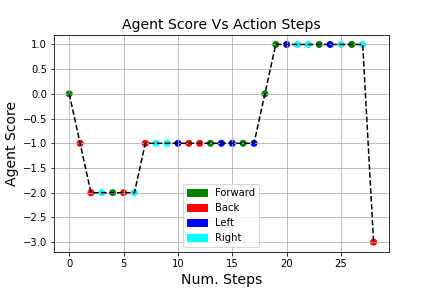 Agent Score Vs Action Steps
Agent Score
1.0
0.5
0.0
−0.5
−1.0
−1.5
−2.0
−2.5
−3.0
Forward
Back
Left
Right
0 5 10 15 20 25
Num. Steps